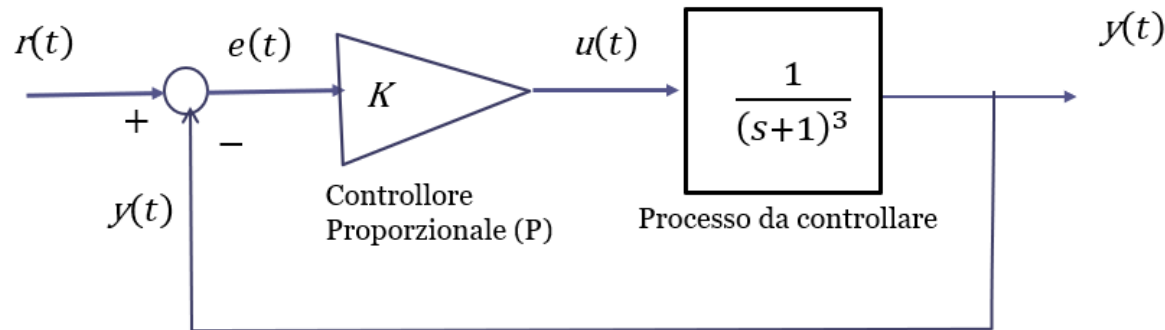 r(t)
+
−
e(t)
K
u(t)
1
(s+1)³
y(t)
y(t)
Controllore
Proporzionale (P)
Processo da controllare